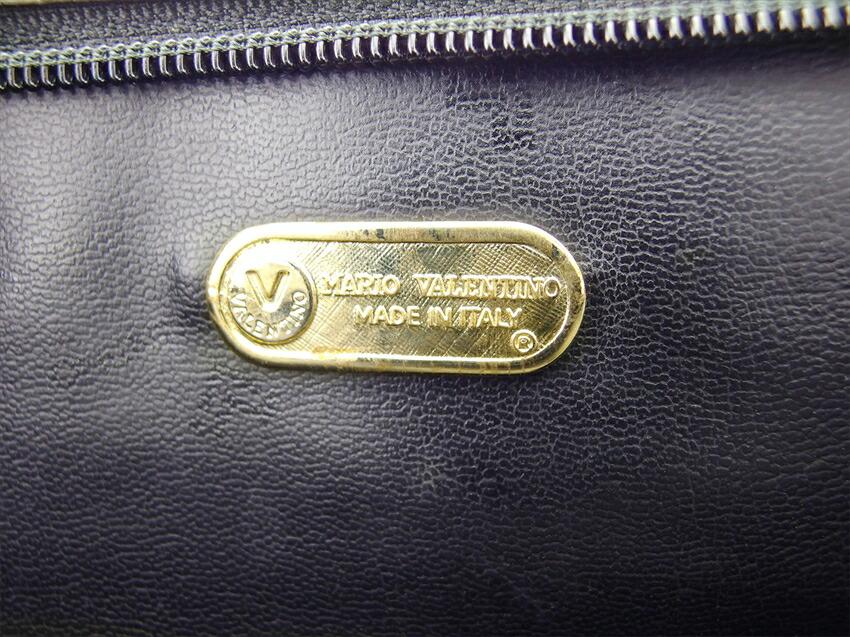 V
VALENTINO
MARIO VALENTINO
MADE IN ITALY
®